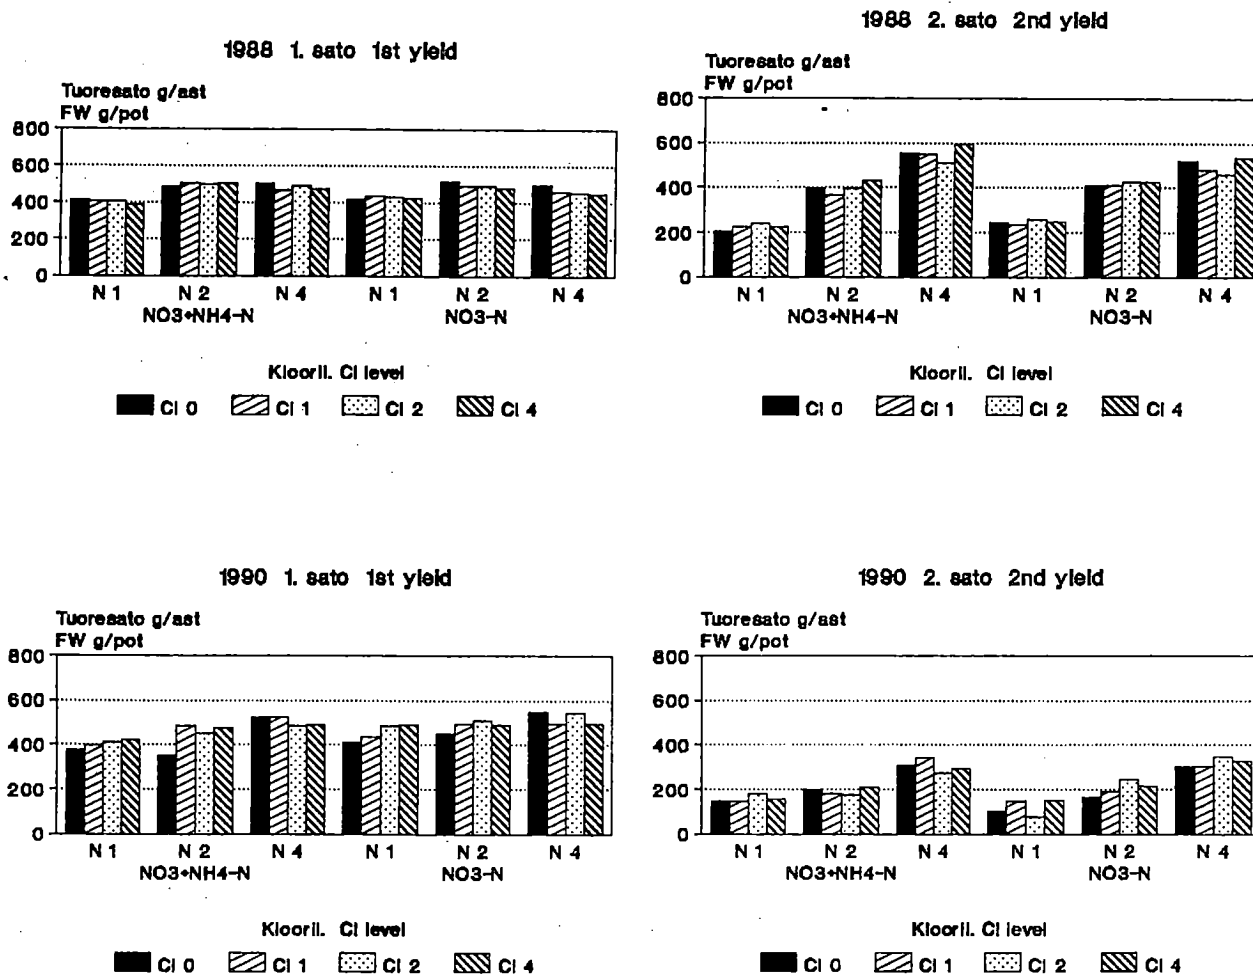 1988 1. sato 1st yield
Tuoresato g/ast
FW g/pot
800
600
400
200
0
N 1 N 2 N 4 N 1 N 2 N 4
NO3+NH4-N NO3-N
Kloorit. Cl level
Cl 0 Cl 1 Cl 2 Cl 4
1988 2. sato 2nd yield
Tuoresato g/ast
FW g/pot
800
600
400
200
0
N 1 N 2 N 4 N 1 N 2 N 4
NO3+NH4-N NO3-N
Kloorit. Cl level
Cl 0 Cl 1 Cl 2 Cl 4
1990 1. sato 1st yield
Tuoresato g/ast
FW g/pot
800
600
400
200
0
N 1 N 2 N 4 N 1 N 2 N 4
NO3+NH4-N NO3-N
Kloorit. Cl level
Cl 0 Cl 1 Cl 2 Cl 4
1990 2. sato 2nd yield
Tuoresato g/ast
FW g/pot
800
600
400
200
0
N 1 N 2 N 4 N 1 N 2 N 4
NO3+NH4-N NO3-N
Kloorit. Cl level
Cl 0 Cl 1 Cl 2 Cl 4